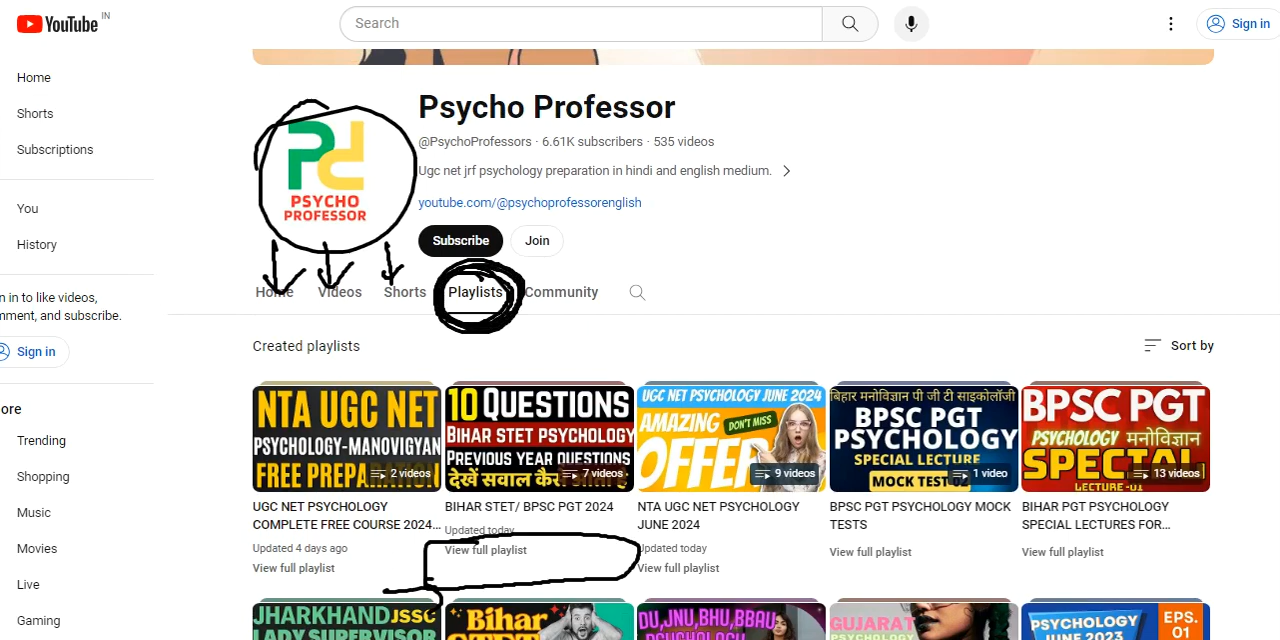 YouTube IN
Search
Sign in
Home
Shorts
Subscriptions
You
History
n in to like videos,
mment, and subscribe.
Sign in
ore
Trending
Shopping
Music
Movies
Live
Gaming
Pd
PSYCHO
PROFESSOR
Psycho Professor
@PsychoProfessors · 6.61K subscribers · 535 videos
Ugc net jrf psychology preparation in hindi and english medium.
youtube.com/@psychoprofessorenglish
Subscribe Join
Home Videos Shorts Playlists Community
Created playlists
Sort by
NTA UGC NET
PSYCHOLOGY-MANOVIGYAN
FREE
2 videos
UGC NET PSYCHOLOGY
COMPLETE FREE COURSE 2024...
Updated 4 days ago
View full playlist
10 QUESTIONS
BIHAR STET PSYCHOLOGY
PREVIOUS YEAR QUESTIONS
देखें सवाल
7 videos
BIHAR STET/ BPSC PGT 2024
Updated today
View full playlist
UGC NET PSYCHOLOGY JUNE 2024
AMAZING DON'T MISS
OFFER
9 videos
NTA UGC NET PSYCHOLOGY
JUNE 2024
Updated today
View full playlist
बिहार मनोविज्ञान पी जी टी साइकोलॉजी
BPSC PGT
PSYCHOLOGY
SPECIAL LECTURE
MOCK TEST 02
1 video
BPSC PGT PSYCHOLOGY MOCK
TESTS
View full playlist
BPSC PGT
PSYCHOLOGY मनोविज्ञान
SPECIAL
LECTURE -01
13 videos
BIHAR PGT PSYCHOLOGY
SPECIAL LECTURES FOR...
View full playlist
JHARKHAND JSSC
LADY SUPERVISOR
Bihar
STET
DU,JNU,BHU,BBAU
PSYCHOLOGY
GUJARAT
PSYCHOLOGY
PSYCHOLOGY
JUNE 2023
EPS.
01